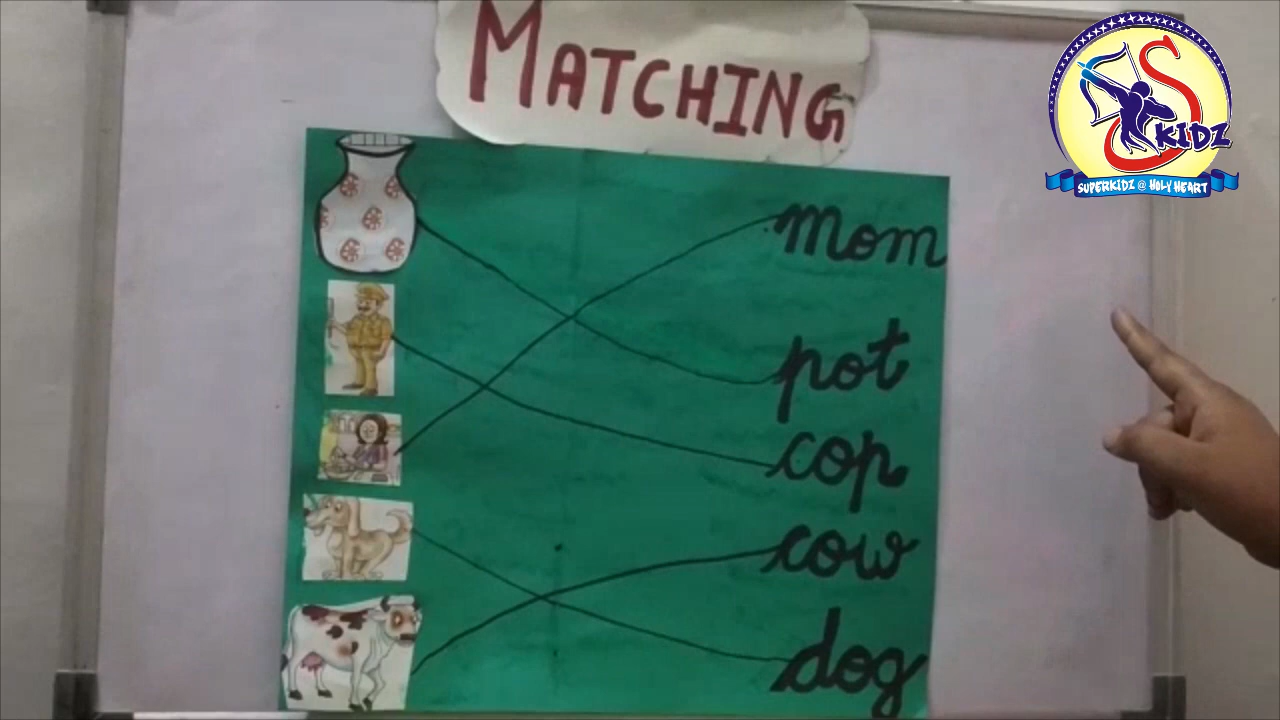 MATCHING
S KIDZ
SUPERKIDZ @ HOLY HEART
mom
pot
cop
cow
dog